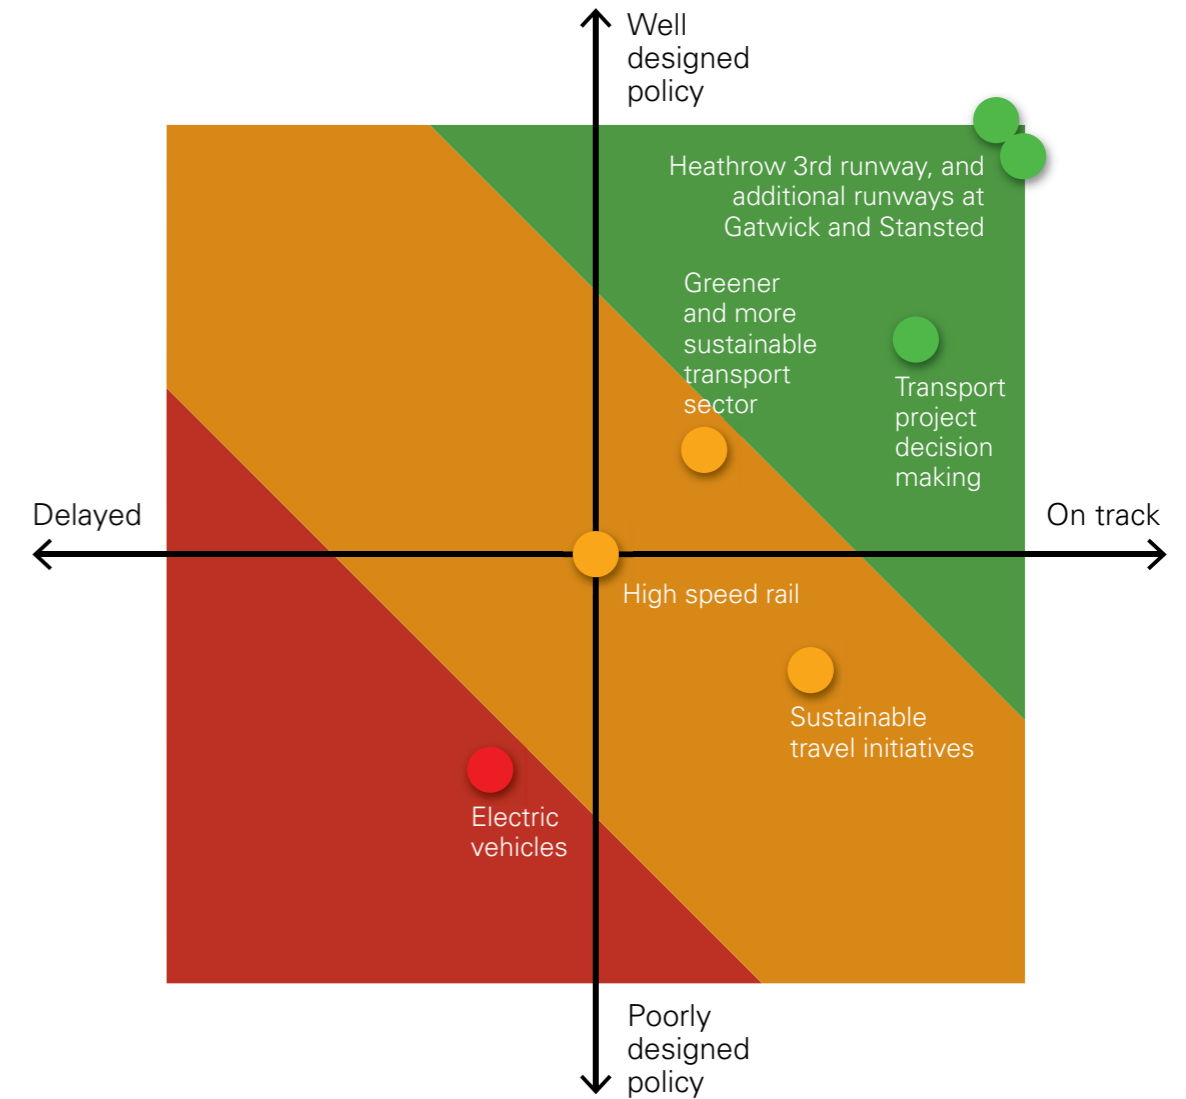 Well
designed
policy
Heathrow 3rd runway, and
additional runways at
Gatwick and Stansted
Greener
and more
sustainable
transport
sector
Transport
project
decision
making
Delayed
On track
High speed rail
Sustainable
travel initiatives
Electric
vehicles
Poorly
designed
policy